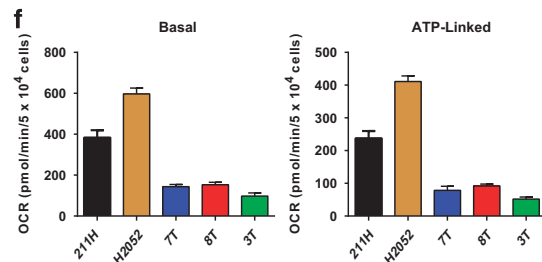 f
Basal
OCR (pmol/min/5 x 10⁴ cells)
800
600
400
200
0
211H
H2052
7T
8T
3T
ATP-Linked
OCR (pmol/min/5 x 10⁴ cells)
500
400
300
200
100
0
211H
H2052
7T
8T
3T